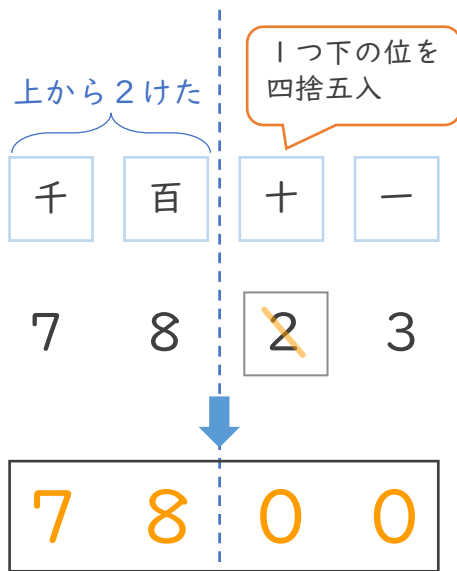 1つ下の位を
四捨五入
上から2けた
千 百 十 一
7 8 2 3
7 8 0 0